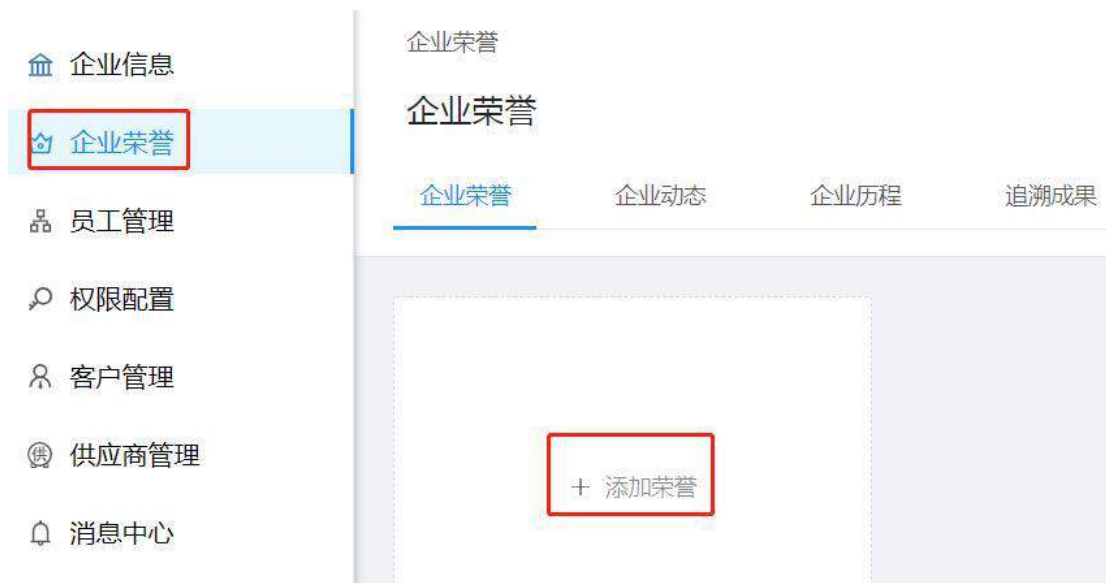 企业信息
企业荣誉
员工管理
权限配置
客户管理
供应商管理
消息中心
企业荣誉
企业荣誉
企业荣誉 企业动态 企业历程 追溯成果
+ 添加荣誉